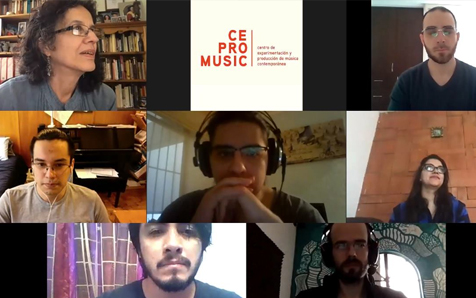 CE
PRO
MUSIC
centro de
experimentación y
producción de música
contemporánea